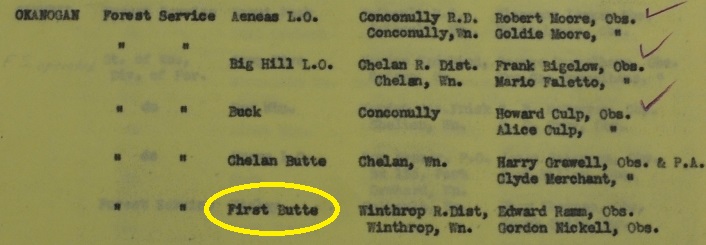 OKANOGAN Forest Service Aeneas L.O. Conconully R.D. Robert Moore, Obs.
" " Conconully,Wn. Goldie Moore, "
Big Hill L.O. Chelan R. Dist. Frank Bigelow, Obs.
Chelan, Wn. Mario Faletto, "
" " Buck Conconully Howard Culp, Obs.
Alice Culp, "
" " Chelan Butte Chelan, Wn. Harry Grewell, Obs. & P.A.
Clyde Merchant, "
" " First Butte Winthrop R.Dist, Edward Ramm, Obs.
Winthrop, Wn. Gordon Nickell, Obs.